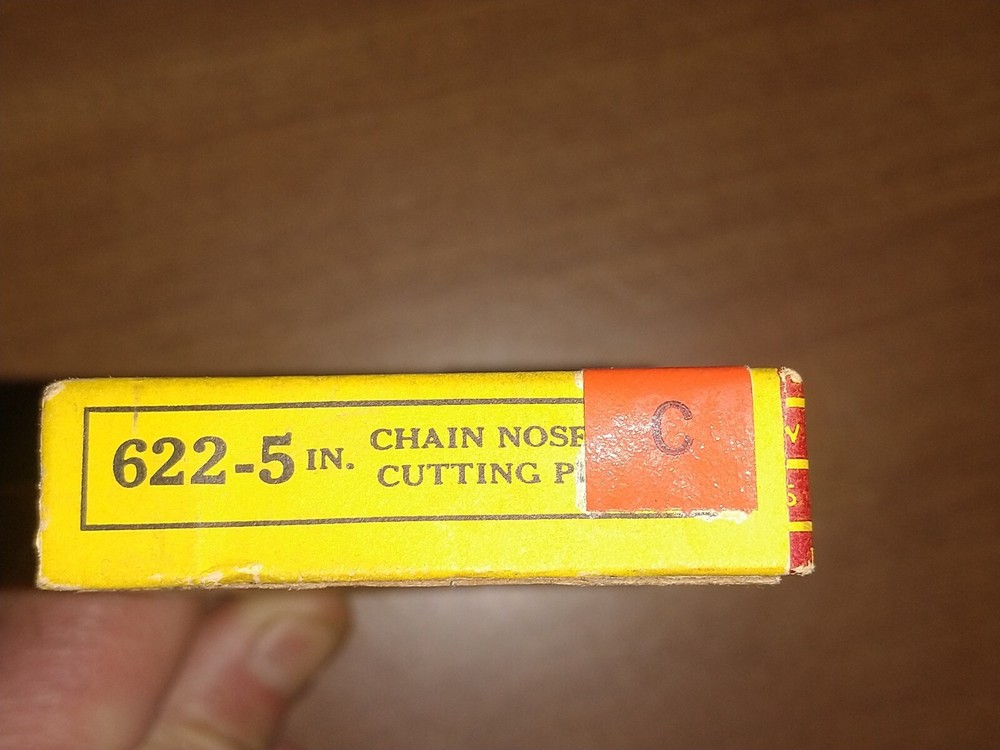 622-5 IN.
CHAIN NOSE
CUTTING
C